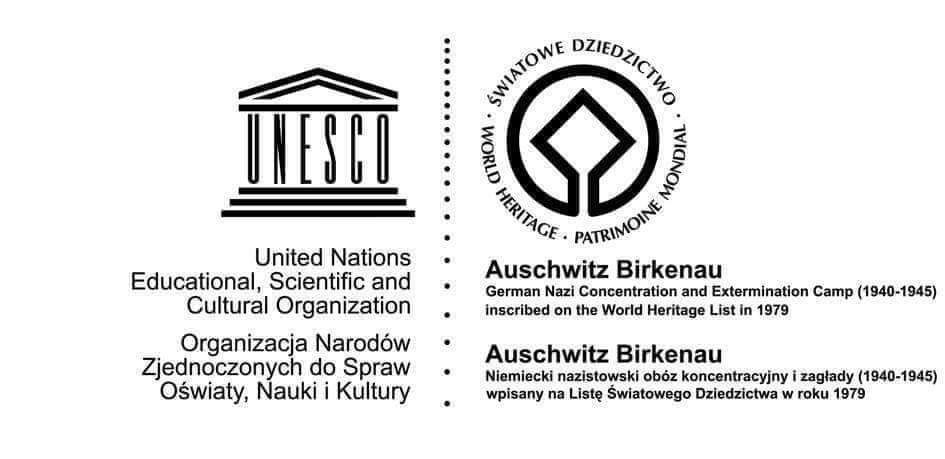 UNESCO
United Nations
Educational, Scientific and
Cultural Organization
Organizacja Narodów
Zjednoczonych do Spraw
Oświaty, Nauki i Kultury
· ŚWIATOWE DZIEDZICTWO · WORLD HERITAGE · PATRIMOINE MONDIAL
Auschwitz Birkenau
German Nazi Concentration and Extermination Camp (1940-1945)
inscribed on the World Heritage List in 1979
Auschwitz Birkenau
Niemiecki nazistowski obóz koncentracyjny i zagłady (1940-1945)
wpisany na Listę Światowego Dziedzictwa w roku 1979